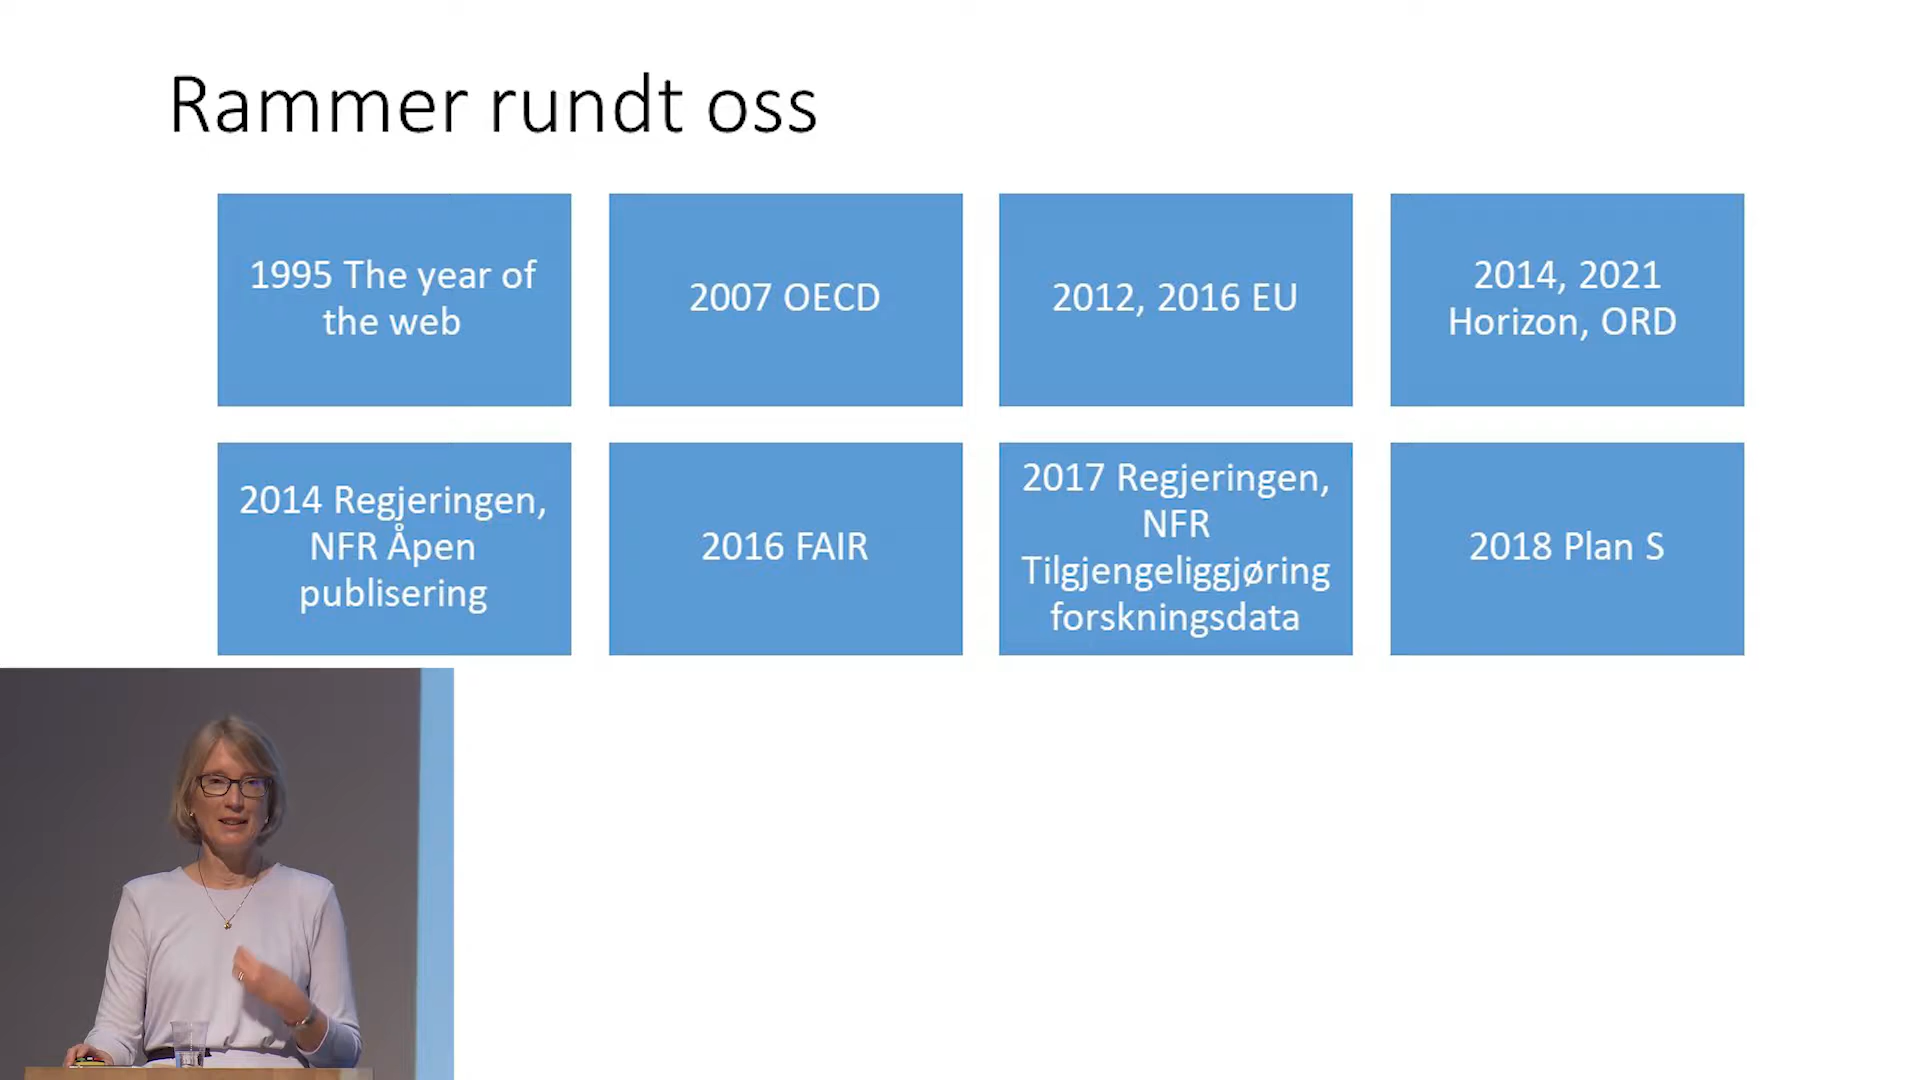 Rammer rundt oss
1995 The year of
the web
2007 OECD
2012, 2016 EU
2014, 2021
Horizon, ORD
2014 Regjeringen,
NFR Åpen
publisering
2016 FAIR
2017 Regjeringen,
NFR
Tilgjengeliggjøring
forskningsdata
2018 Plan S